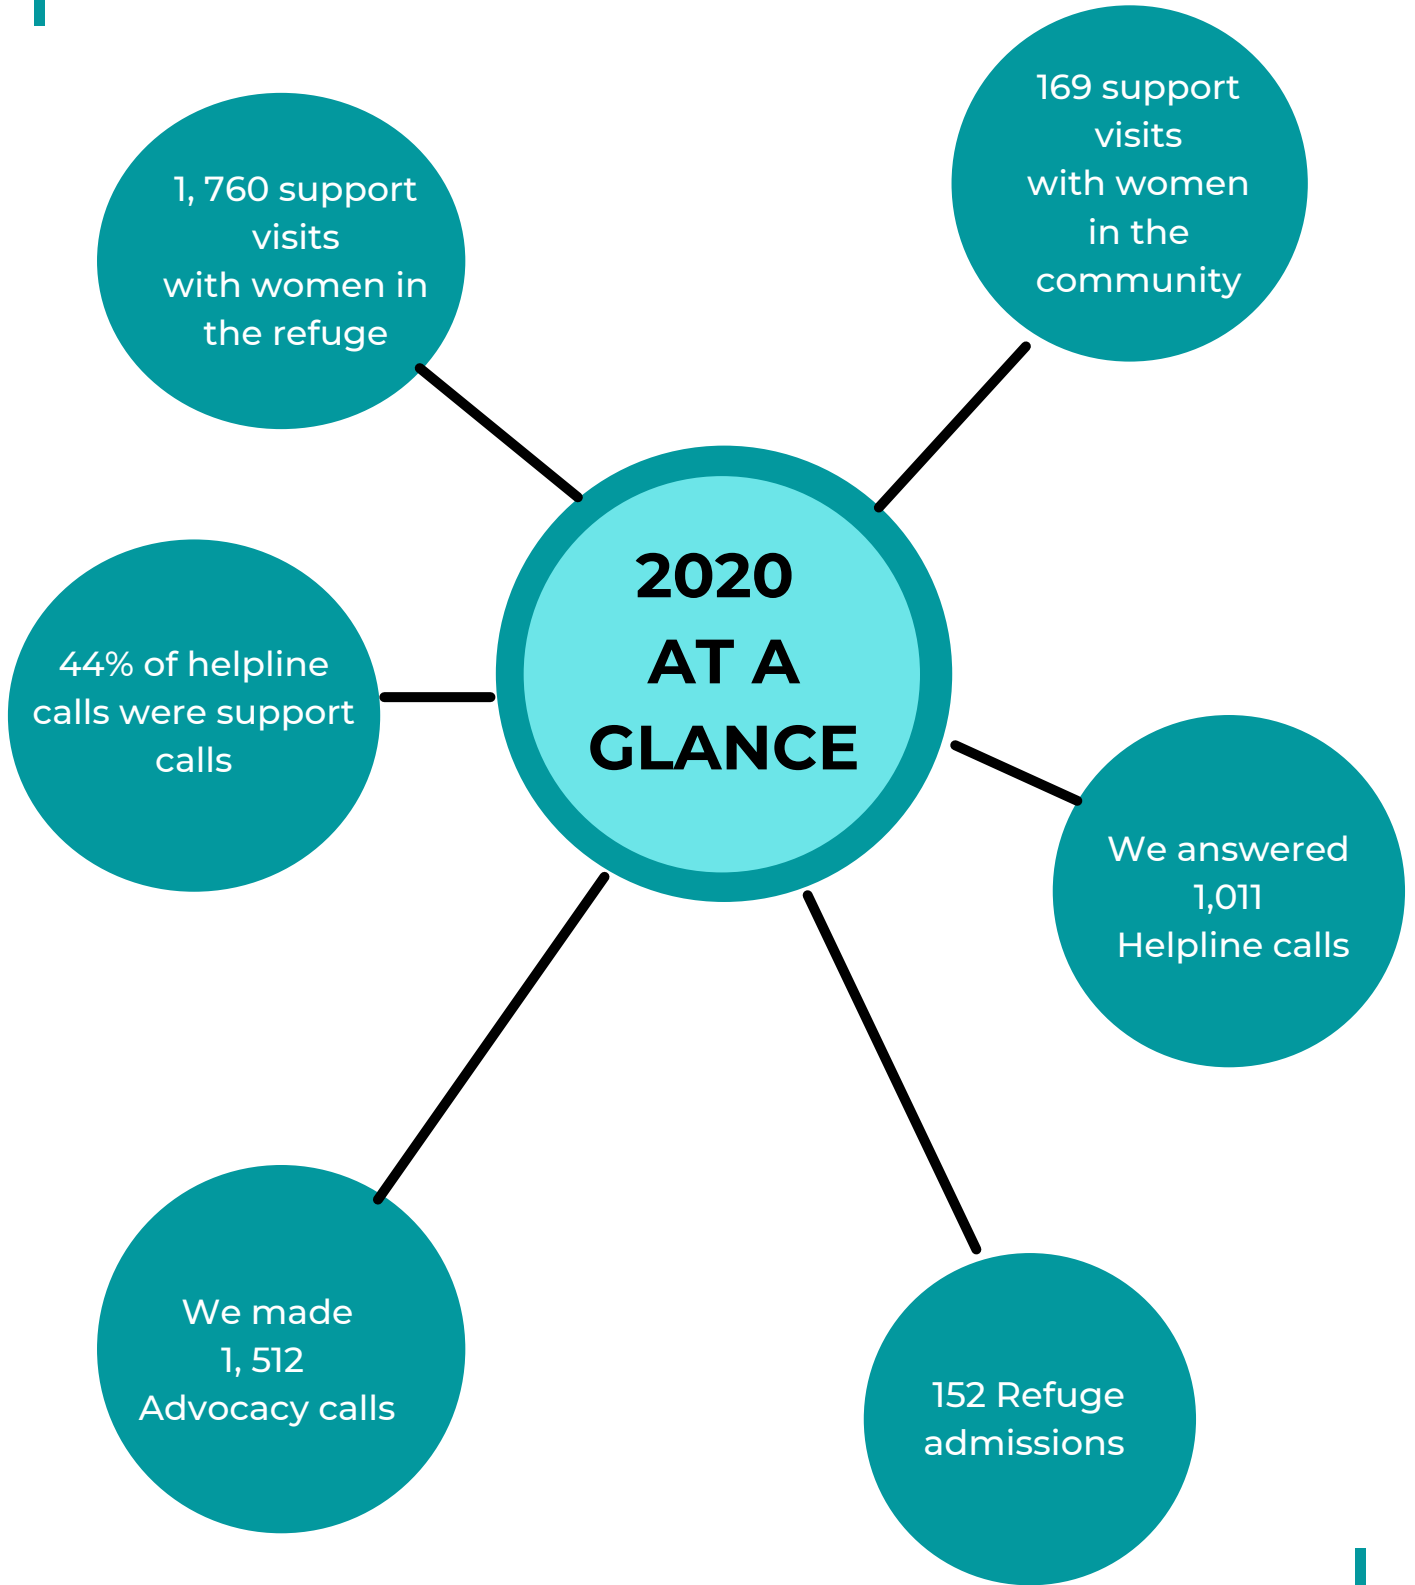 169 support
visits
with women
in the
community
1, 760 support
visits
with women in
the refuge
2020
AT A
GLANCE
44% of helpline
calls were support
calls
We answered
1,011
Helpline calls
We made
1, 512
Advocacy calls
152 Refuge
admissions